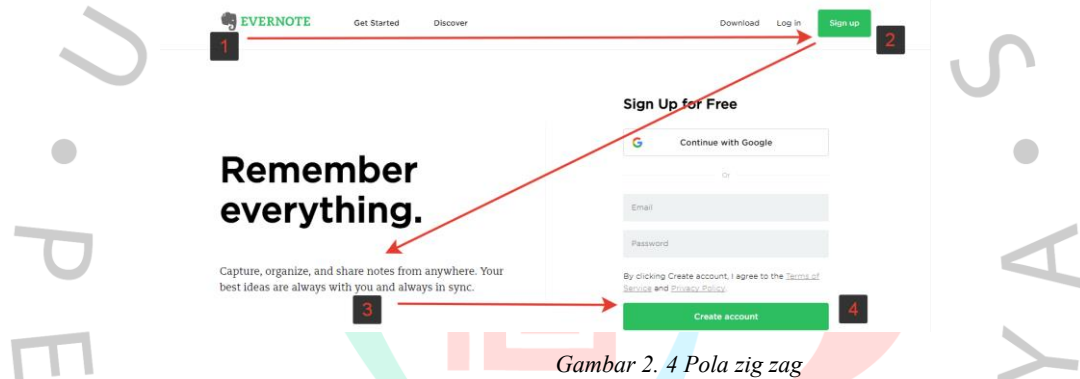 EVERNOTE Get Started Discover Download Log in Sign up
1
2
Sign Up for Free
Continue with Google
Or
Remember
everything.
Email
Password
Capture, organize, and share notes from anywhere. Your
best ideas are always with you and always in sync.
By clicking Create account, I agree to the Terms of
Service and Privacy Policy.
3
4
Create account
Gambar 2. 4 Pola zig zag
U
P
E
S
A
Y